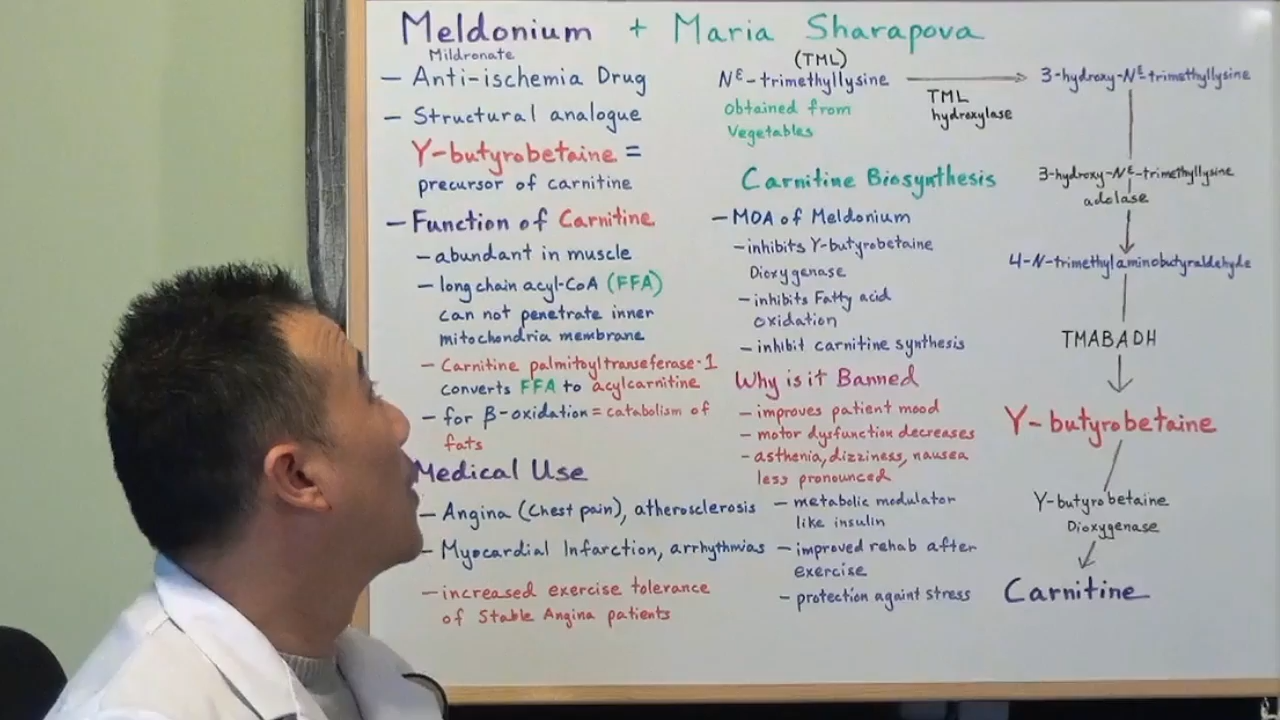 Meldonium + Maria Sharapova
Mildronate
– Anti-ischemia Drug
– Structural analogue
γ-butyrobetaine =
precursor of carnitine
– Function of Carnitine
– abundant in muscle
– long chain acyl-CoA (FFA)
can not penetrate inner
mitochondria membrane
– Carnitine palmitoyltranseferase-1
converts FFA to acylcarnitine
– for β-oxidation = catabolism of
fats
Medical Use
– Angina (Chest pain), atherosclerosis
– Myocardial Infarction, arrhythmias
– increased exercise tolerance
of Stable Angina patients
(TML)
Nᵋ-trimethyllysine
obtained from
Vegetables
TML
hydroxylase
Carnitine Biosynthesis
– MOA of Meldonium
– inhibits γ-butyrobetaine
Dioxygenase
– inhibits Fatty acid
oxidation
– inhibit carnitine synthesis
Why is it Banned
– improves patient mood
– motor dysfunction decreases
– asthenia, dizziness, nausea
less pronounced
– metabolic modulator
like insulin
– improved rehab after
exercise
– protection againt stress
3-hydroxy-Nᵋ-trimethyllysine
3-hydroxy-Nᵋ-trimethyllysine
adolase
4-N-trimethylaminobutyraldehyde
TMABADH
γ-butyrobetaine
γ-butyrobetaine
Dioxygenase
Carnitine